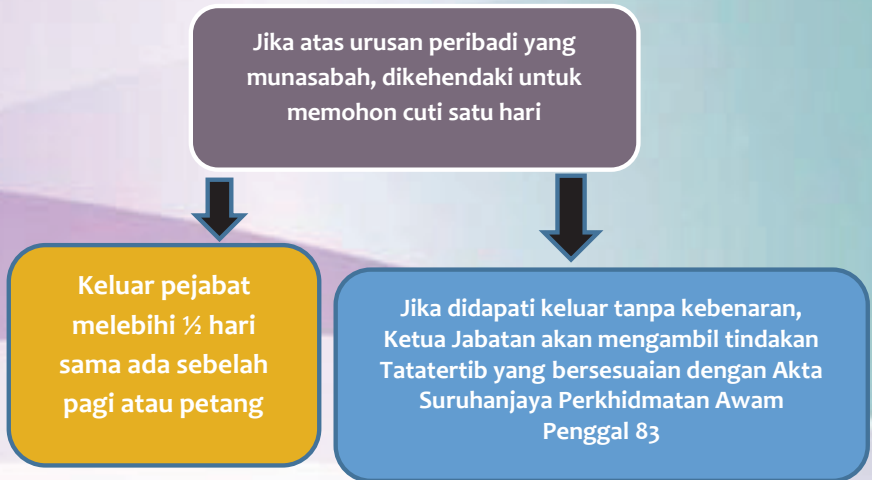 Jika atas urusan peribadi yang
munasabah, dikehendaki untuk
memohon cuti satu hari
Keluar pejabat
melebihi ½ hari
sama ada sebelah
pagi atau petang
Jika didapati keluar tanpa kebenaran,
Ketua Jabatan akan mengambil tindakan
Tatatertib yang bersesuaian dengan Akta
Suruhanjaya Perkhidmatan Awam
Penggal 83